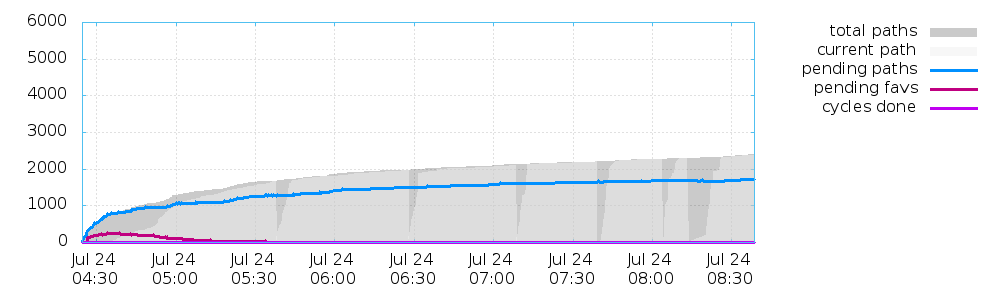 6000
5000
4000
3000
2000
1000
0
Jul 24 Jul 24 Jul 24 Jul 24 Jul 24 Jul 24 Jul 24 Jul 24 Jul 24
04:30 05:00 05:30 06:00 06:30 07:00 07:30 08:00 08:30
total paths
current path
pending paths
pending favs
cycles done